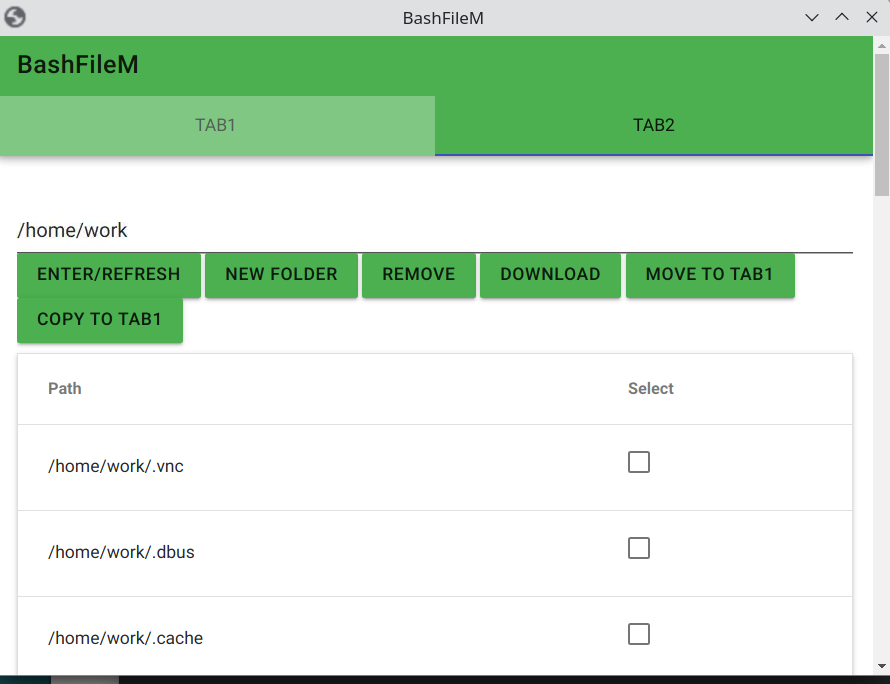 BashFileM
BashFileM
TAB1 TAB2
/home/work
ENTER/REFRESH NEW FOLDER REMOVE DOWNLOAD MOVE TO TAB1
COPY TO TAB1
Path Select
/home/work/.vnc
/home/work/.dbus
/home/work/.cache